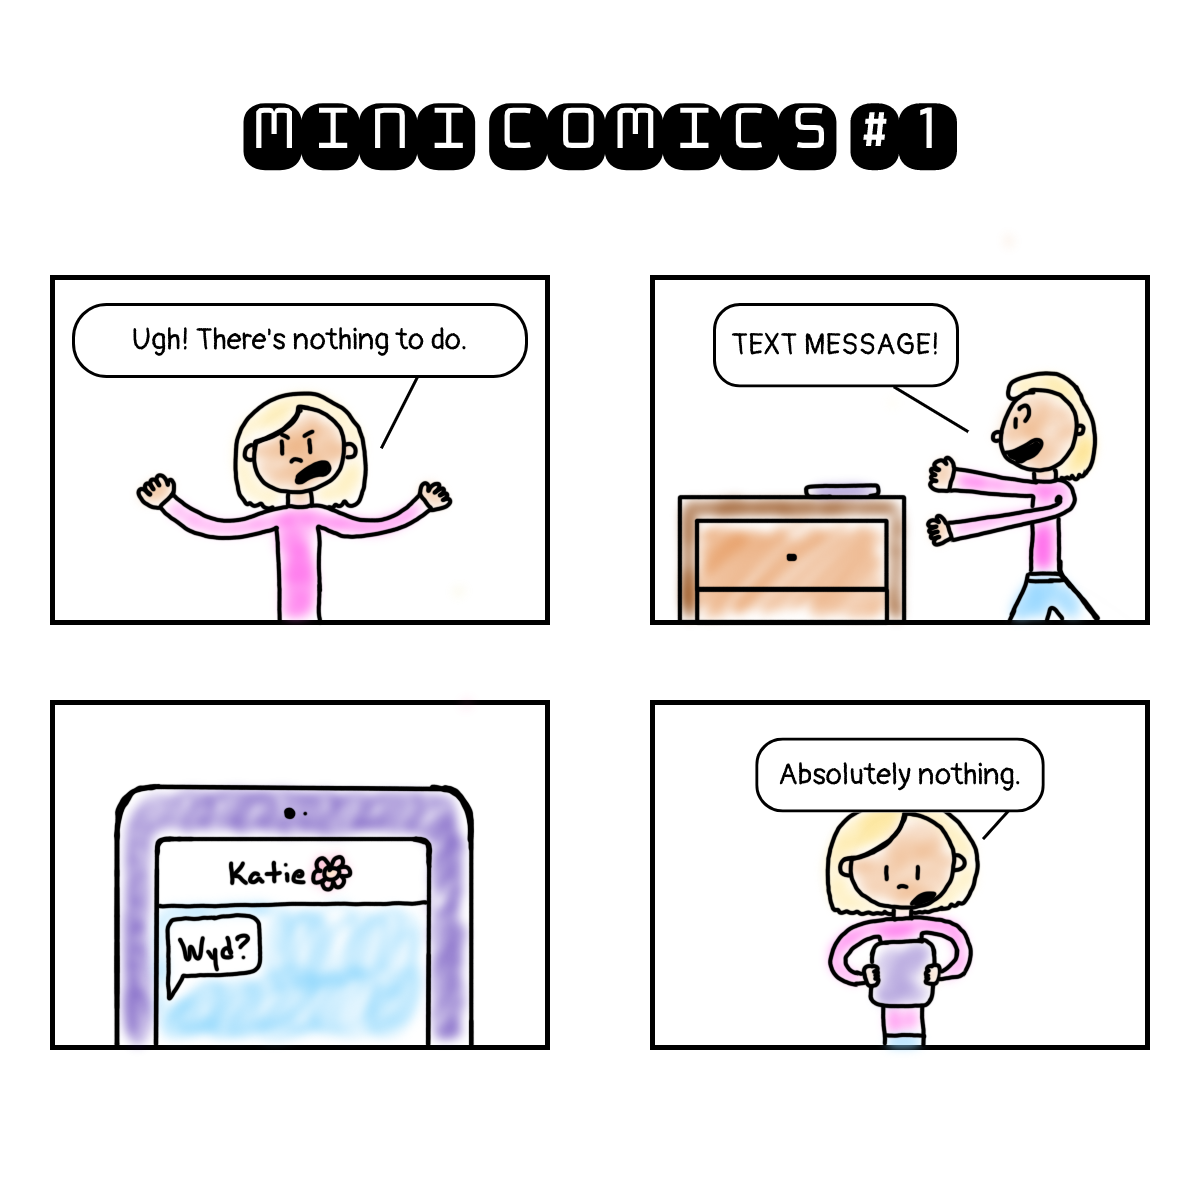 MINI COMICS #1
Ugh! There's nothing to do.
TEXT MESSAGE!
Katie
Wyd?
Absolutely nothing.